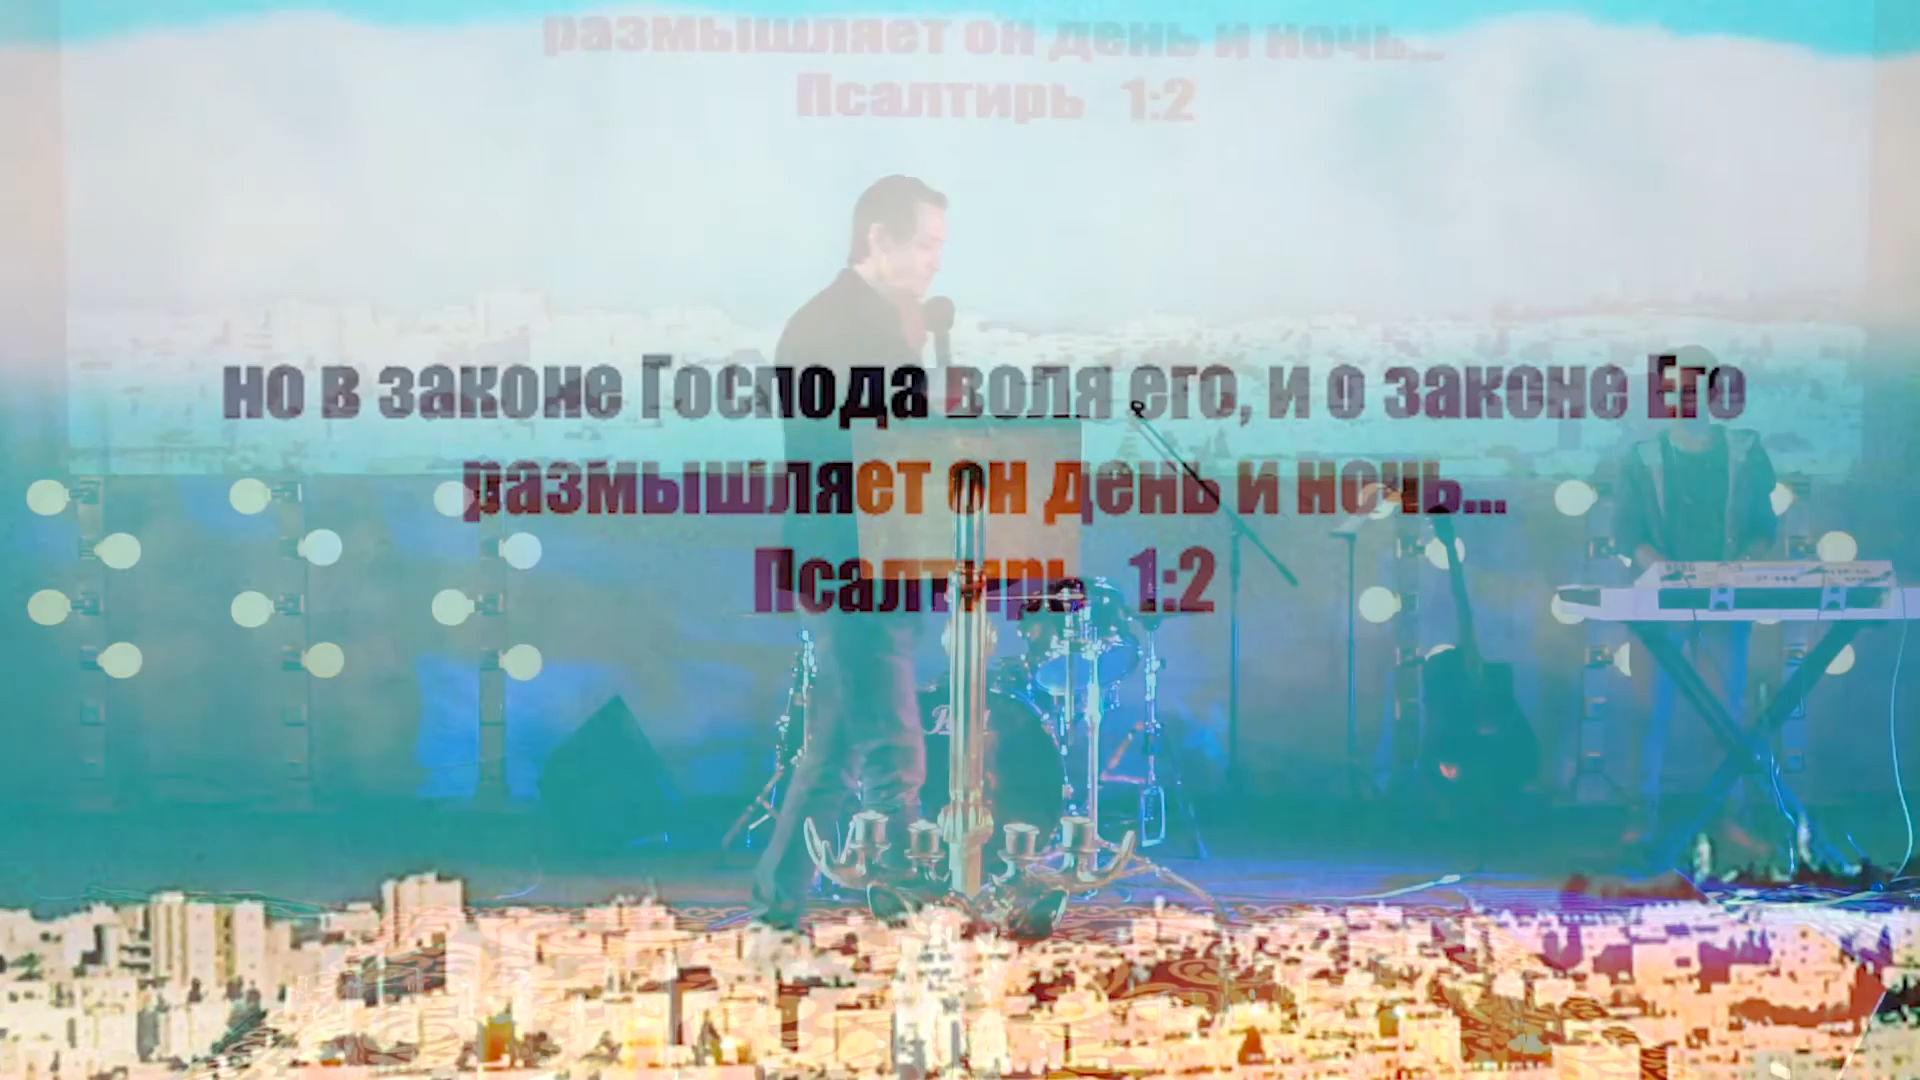 размышляет он день и ночь...
Псалтирь 1:2
но в законе Господа воля его, и о законе Его
размышляет он день и ночь...
Псалтирь 1:2